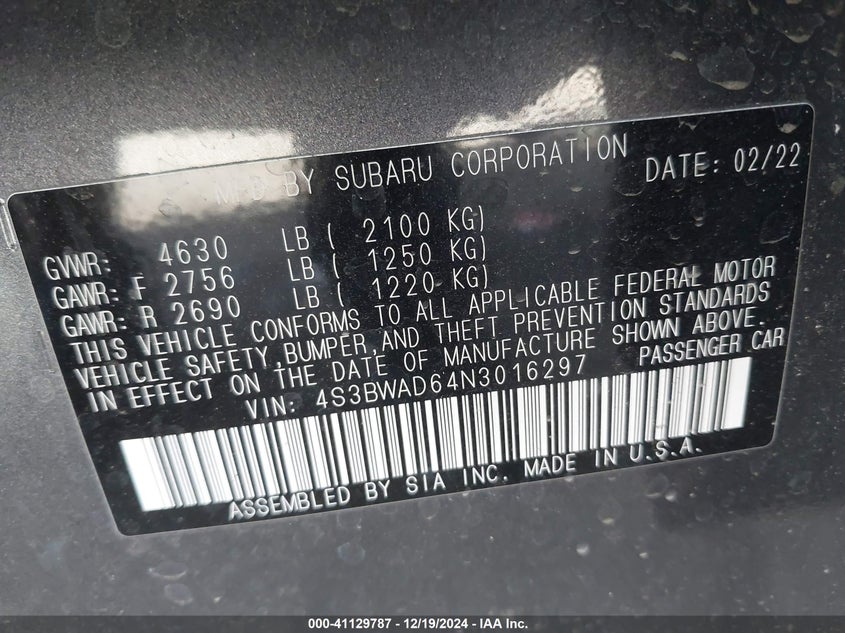 MFD BY SUBARU CORPORATION DATE: 02/22
GVWR: 4630 LB ( 2100 KG)
GAWR: F 2756 LB ( 1250 KG)
GAWR: R 2690 LB ( 1220 KG)
THIS VEHICLE CONFORMS TO ALL APPLICABLE FEDERAL MOTOR
VEHICLE SAFETY,BUMPER,AND THEFT PREVENTION STANDARDS
IN EFFECT ON THE DATE OF MANUFACTURE SHOWN ABOVE.
VIN: 4S3BWAD64N3016297 PASSENGER CAR
ASSEMBLED BY SIA INC. MADE IN U.S.A.
000-41129787 - 12/19/2024 - IAA Inc.